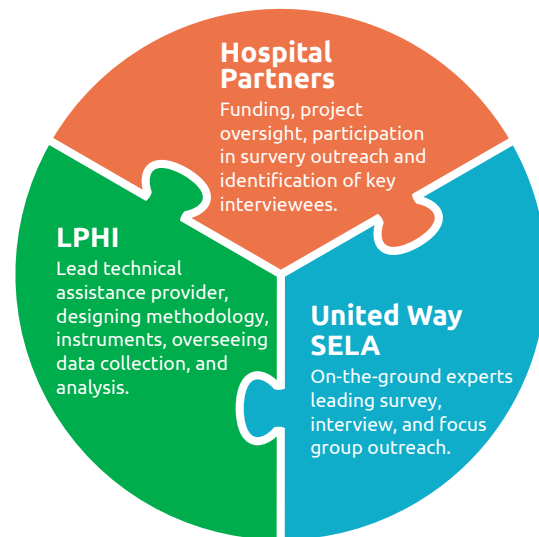 Hospital
Partners
Funding, project
oversight, participation
in survery outreach and
identification of key
interviewees.
LPHI
Lead technical
assistance provider,
designing methodology,
instruments, overseeing
data collection, and
analysis.
United Way
SELA
On-the-ground experts
leading survey,
interview, and focus
group outreach.